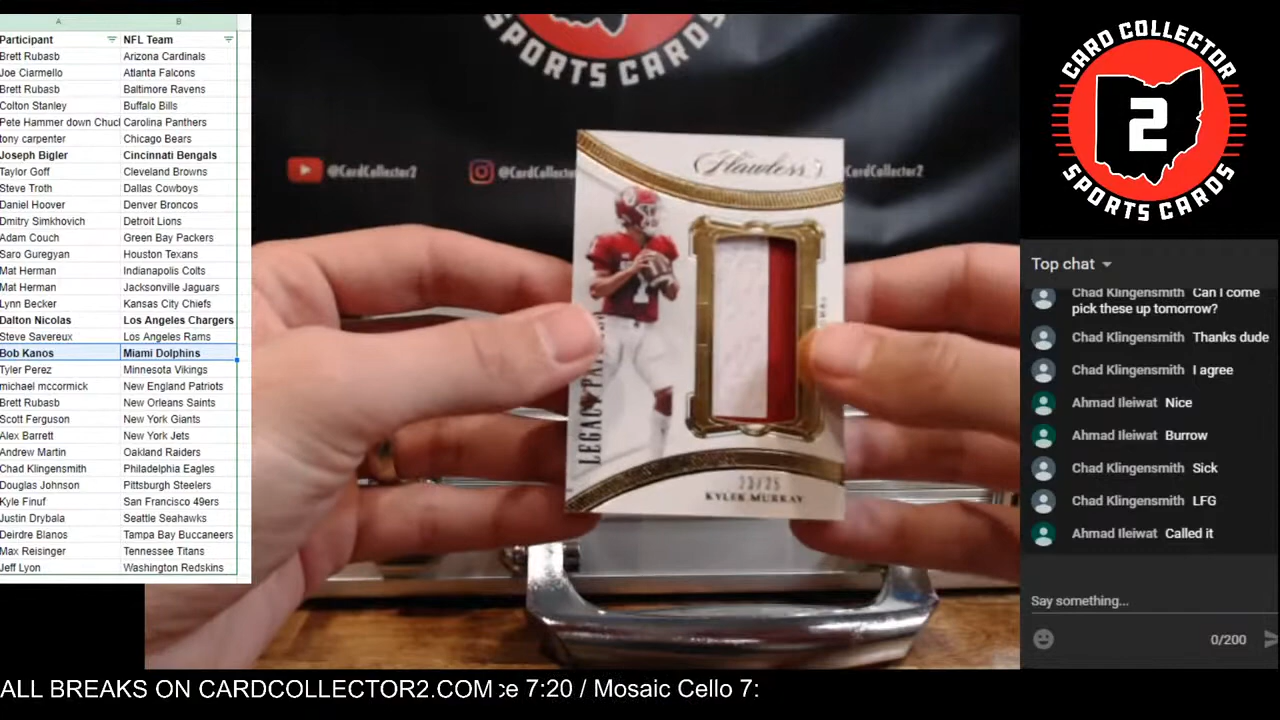 A B
Participant NFL Team
Brett Rubasb Arizona Cardinals
Joe Ciarmello Atlanta Falcons
Brett Rubasb Baltimore Ravens
Colton Stanley Buffalo Bills
Pete Hammer down Chucl Carolina Panthers
tony carpenter Chicago Bears
Joseph Bigler Cincinnati Bengals
Taylor Goff Cleveland Browns
Steve Troth Dallas Cowboys
Daniel Hoover Denver Broncos
Dmitry Simkhovich Detroit Lions
Adam Couch Green Bay Packers
Saro Guregyan Houston Texans
Mat Herman Indianapolis Colts
Mat Herman Jacksonville Jaguars
Lynn Becker Kansas City Chiefs
Dalton Nicolas Los Angeles Chargers
Steve Savereux Los Angeles Rams
Bob Kanos Miami Dolphins
Tyler Perez Minnesota Vikings
michael mccormick New England Patriots
Brett Rubasb New Orleans Saints
Scott Ferguson New York Giants
Alex Barrett New York Jets
Andrew Martin Oakland Raiders
Chad Klingensmith Philadelphia Eagles
Douglas Johnson Pittsburgh Steelers
Kyle Finuf San Francisco 49ers
Justin Drybala Seattle Seahawks
Deirdre Blanos Tampa Bay Buccaneers
Max Reisinger Tennessee Titans
Jeff Lyon Washington Redskins
SPORTS CARDS
@CardCollector2
@CardCollecto
ardCollector2
Flawless
1
LEGACY
23/25
KYLER MURRAY
CARD COLLECTOR
2
SPORTS CARDS
Top chat
Chad Klingensmith Can I come
pick these up tomorrow?
Chad Klingensmith Thanks dude
Chad Klingensmith I agree
Ahmad Ileiwat Nice
Ahmad Ileiwat Burrow
Chad Klingensmith Sick
Chad Klingensmith LFG
Ahmad Ileiwat Called it
Say something...
0/200
ALL BREAKS ON CARDCOLLECTOR2.COM :e 7:20 / Mosaic Cello 7: